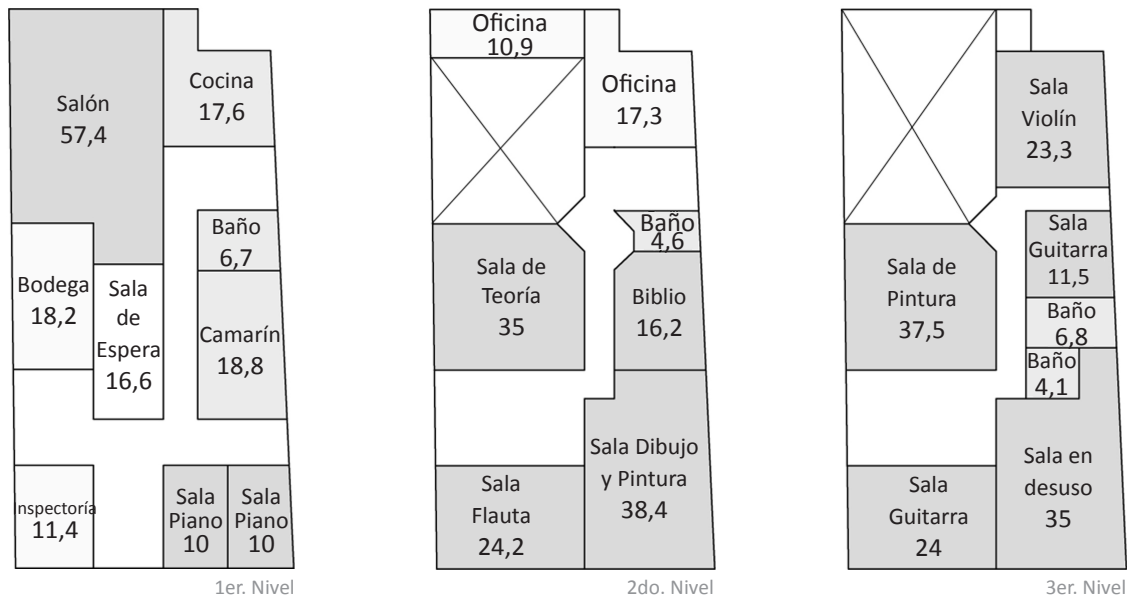 Salón
57,4
Cocina
17,6
Baño
6,7
Bodega
18,2
Sala
de
Espera
16,6
Camarín
18,8
Inspectoría
11,4
Sala
Piano
10
Sala
Piano
10
1er. Nivel
Oficina
10,9
Oficina
17,3
Baño
4,6
Sala de
Teoría
35
Biblio
16,2
Sala Dibujo
y Pintura
38,4
Sala
Flauta
24,2
2do. Nivel
Sala
Violín
23,3
Sala
Guitarra
11,5
Sala de
Pintura
37,5
Baño
6,8
Baño
4,1
Sala en
desuso
35
Sala
Guitarra
24
3er. Nivel